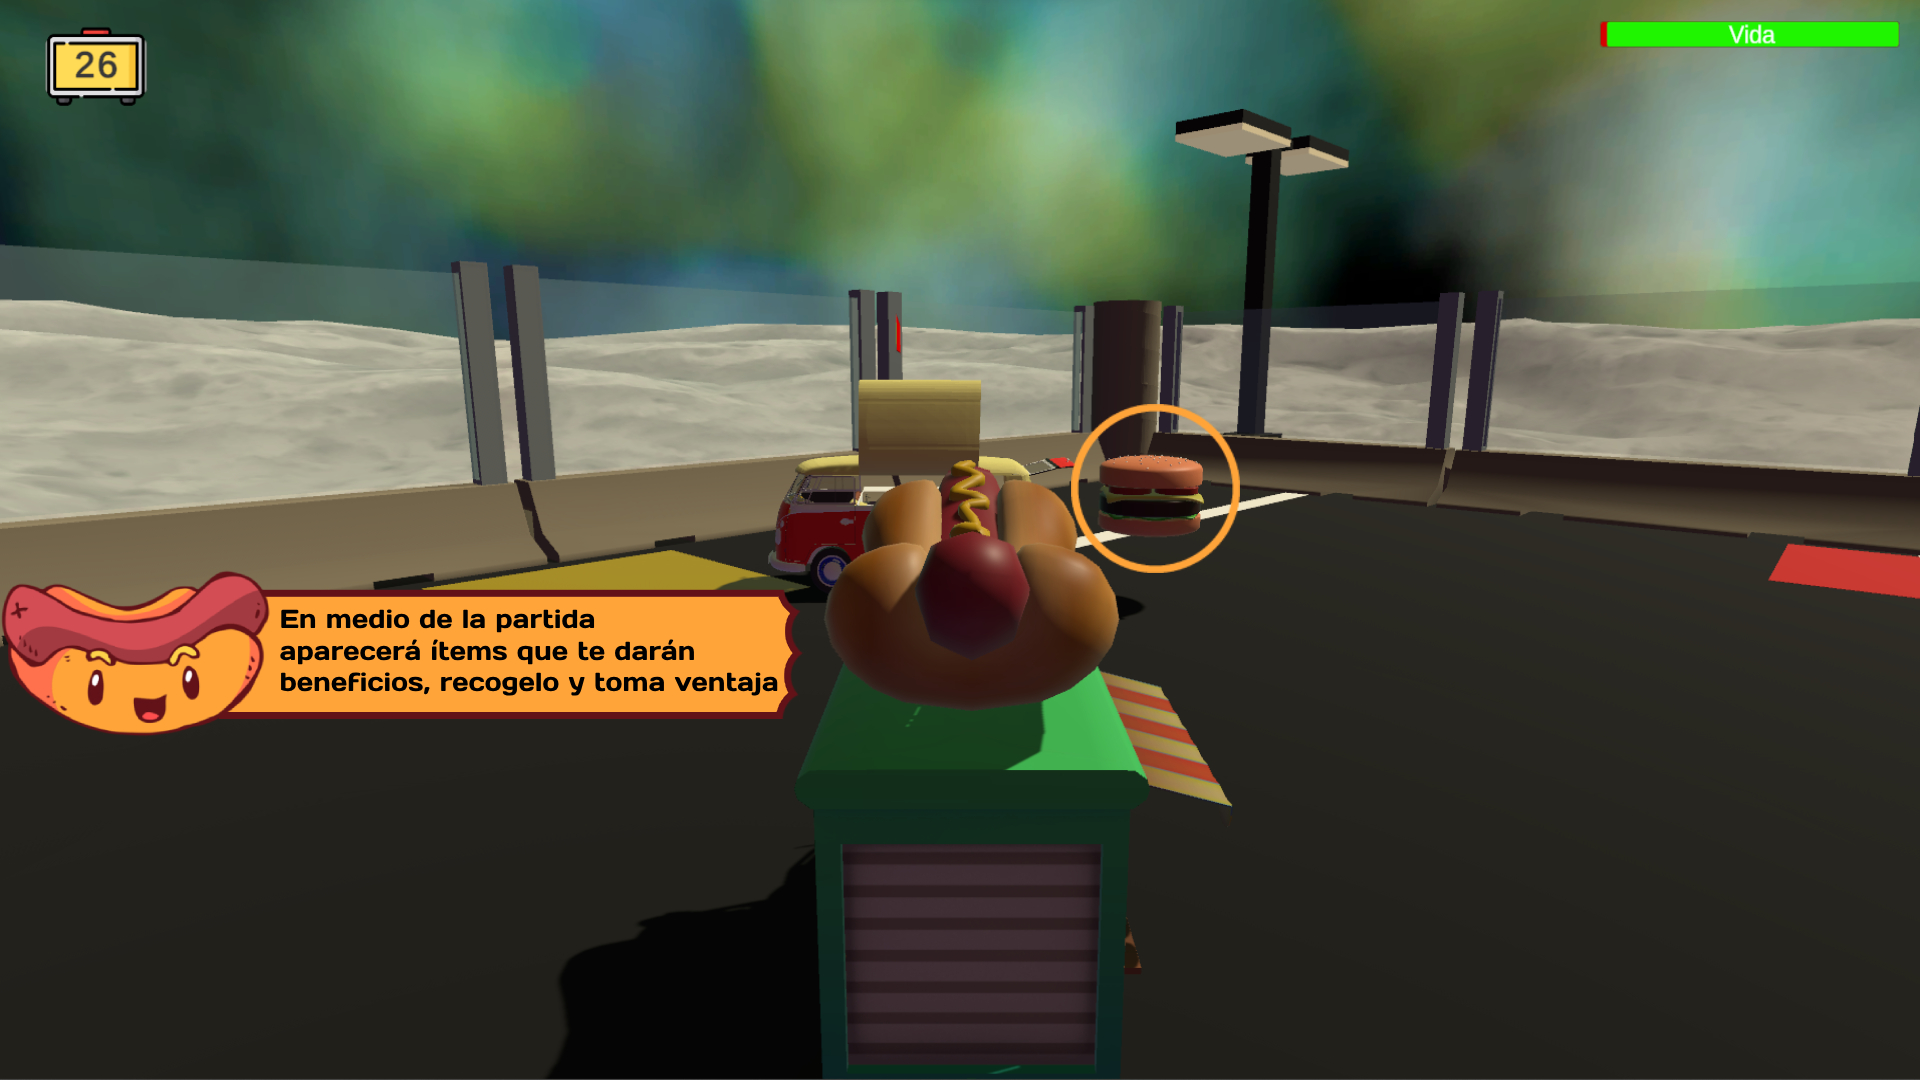 26
Vida
En medio de la partida
aparecerá ítems que te darán
beneficios, recogelo y toma ventaja